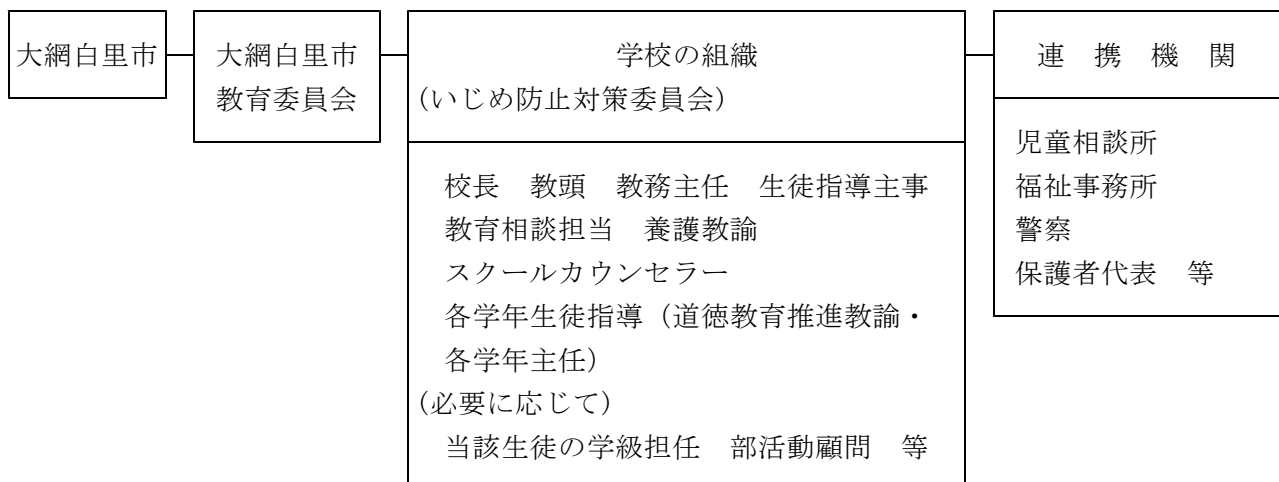 大網白里市
大網白里市
教育委員会
学校の組織
(いじめ防止対策委員会)
校長　教頭　教務主任　生徒指導主事
教育相談担当　養護教諭
スクールカウンセラー
各学年生徒指導（道徳教育推進教諭・
各学年主任）
(必要に応じて)
当該生徒の学級担任　部活動顧問　等
連　携　機　関
児童相談所
福祉事務所
警察
保護者代表　等